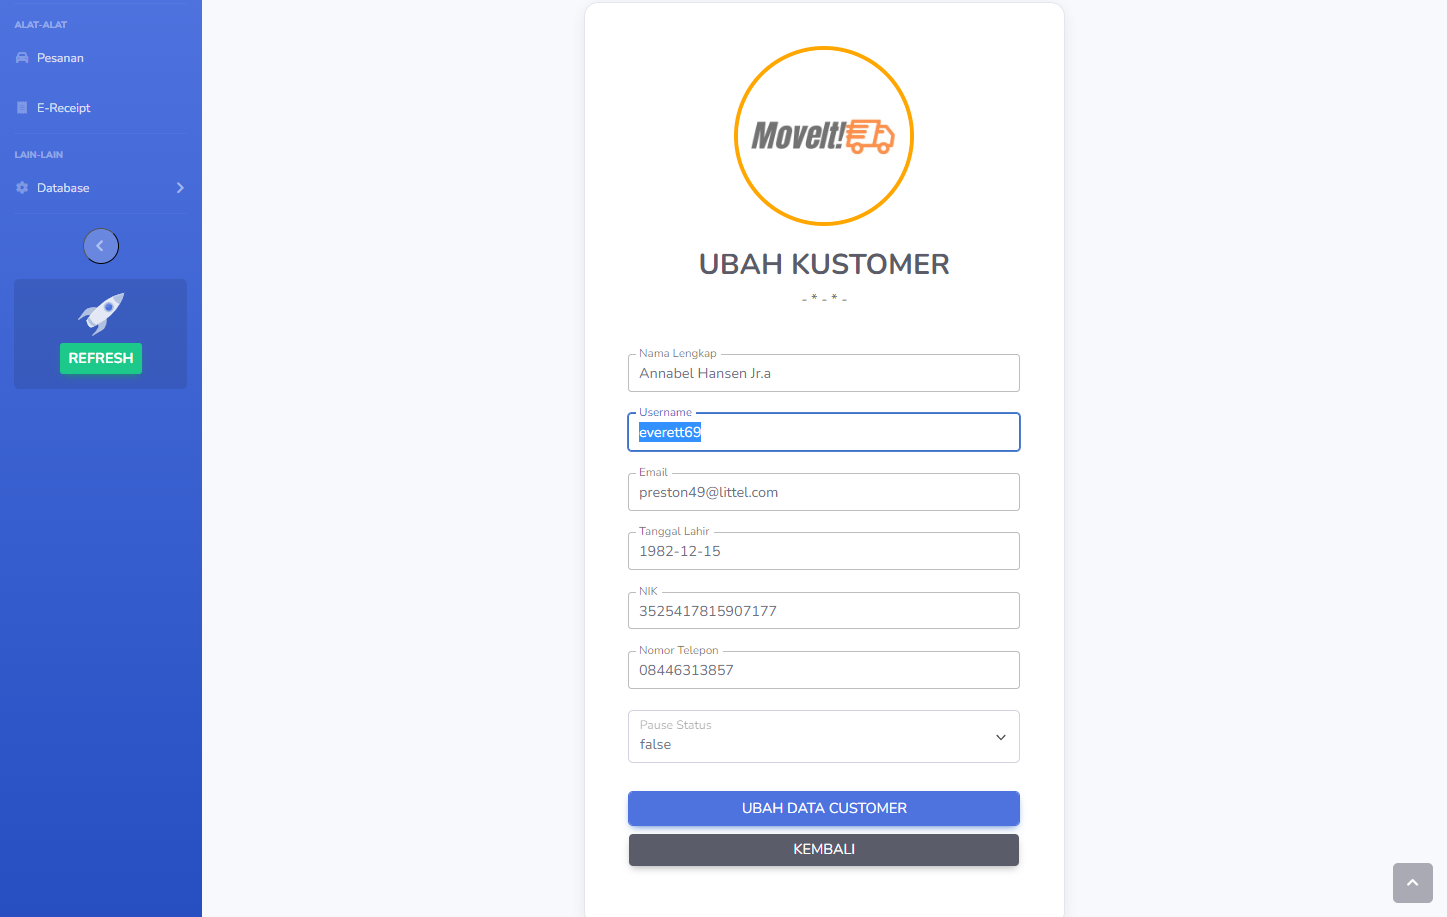 ALAT-ALAT
Pesanan
E-Receipt
LAIN-LAIN
Database
REFRESH
MoveIt!
UBAH KUSTOMER
- * - * -
Nama Lengkap
Annabel Hansen Jr.a
Username
everett69
Email
preston49@littel.com
Tanggal Lahir
1982-12-15
NIK
3525417815907177
Nomor Telepon
08446313857
Pause Status
false
UBAH DATA CUSTOMER
KEMBALI